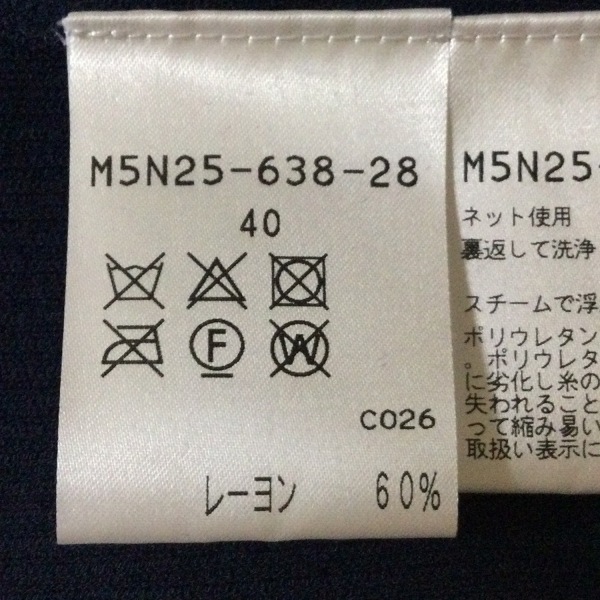 M5N25-638-28
40
F
W
C026
レーヨン 60%
M5N25-
ネット使用
裏返して洗浄
スチームで浮
ポリウレタン
。ポリウレタ
に劣化し糸の
失われること
って縮み易い
取扱い表示に